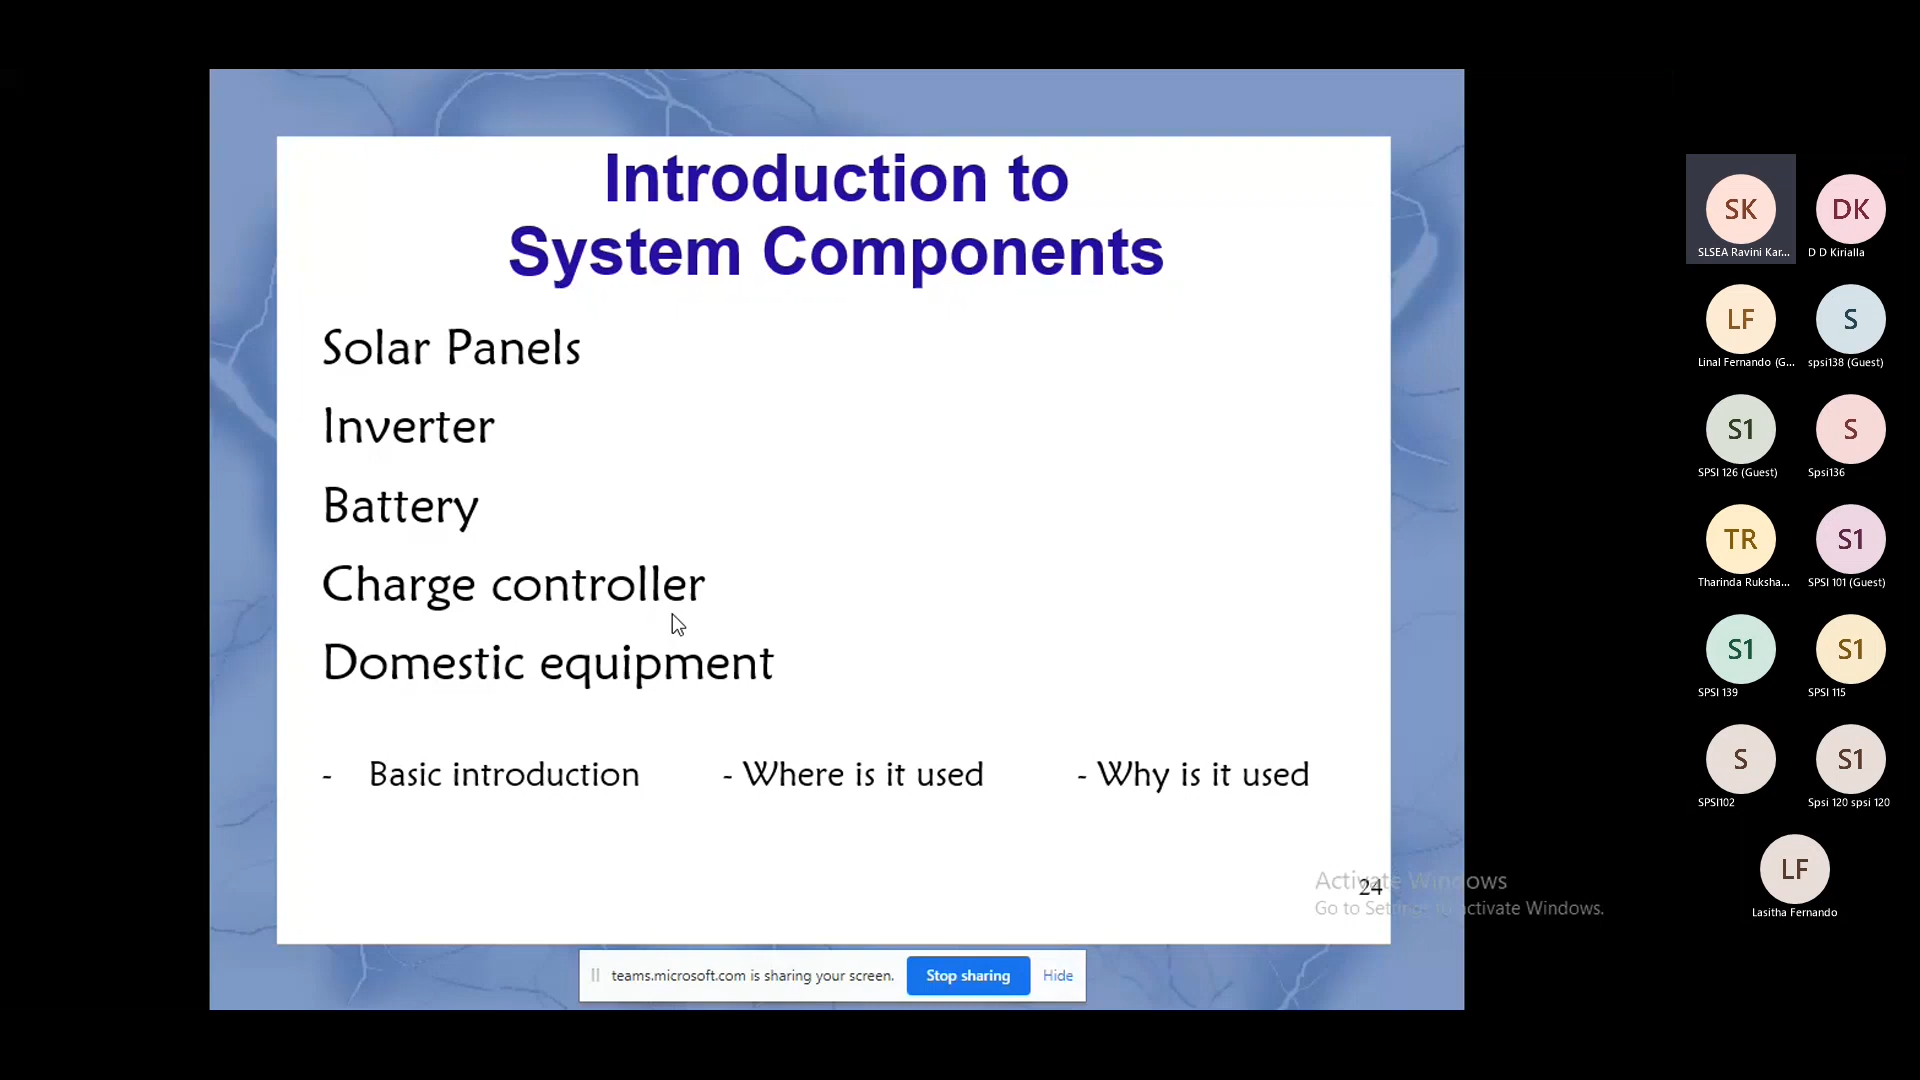 Introduction to
System Components
Solar Panels
Inverter
Battery
Charge controller
Domestic equipment
- Basic introduction - Where is it used - Why is it used
24
Activate Windows
Go to Settings to activate Windows.
teams.microsoft.com is sharing your screen. Stop sharing Hide
SK DK
SLSEA Ravini Kar... D D Kirialla
LF S
Linal Fernando (G... spsi138 (Guest)
S1 S
SPSI 126 (Guest) Spsi136
TR S1
Tharinda Ruksha... SPSI 101 (Guest)
S1 S1
SPSI 139 SPSI 115
S S1
SPSI102 Spsi 120 spsi 120
LF
Lasitha Fernando